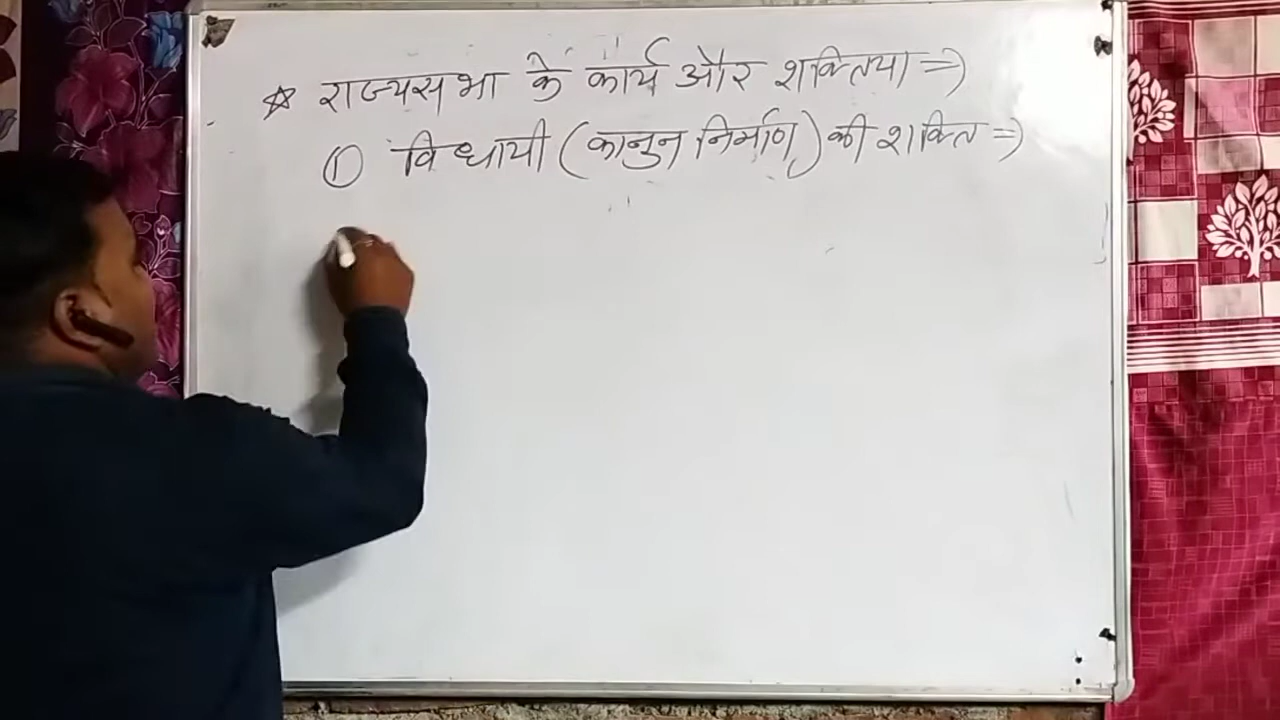 ☆ राज्यसभा के कार्य और शक्तिया =>
① विधायी (कानुन निर्माण) की शक्ति =>